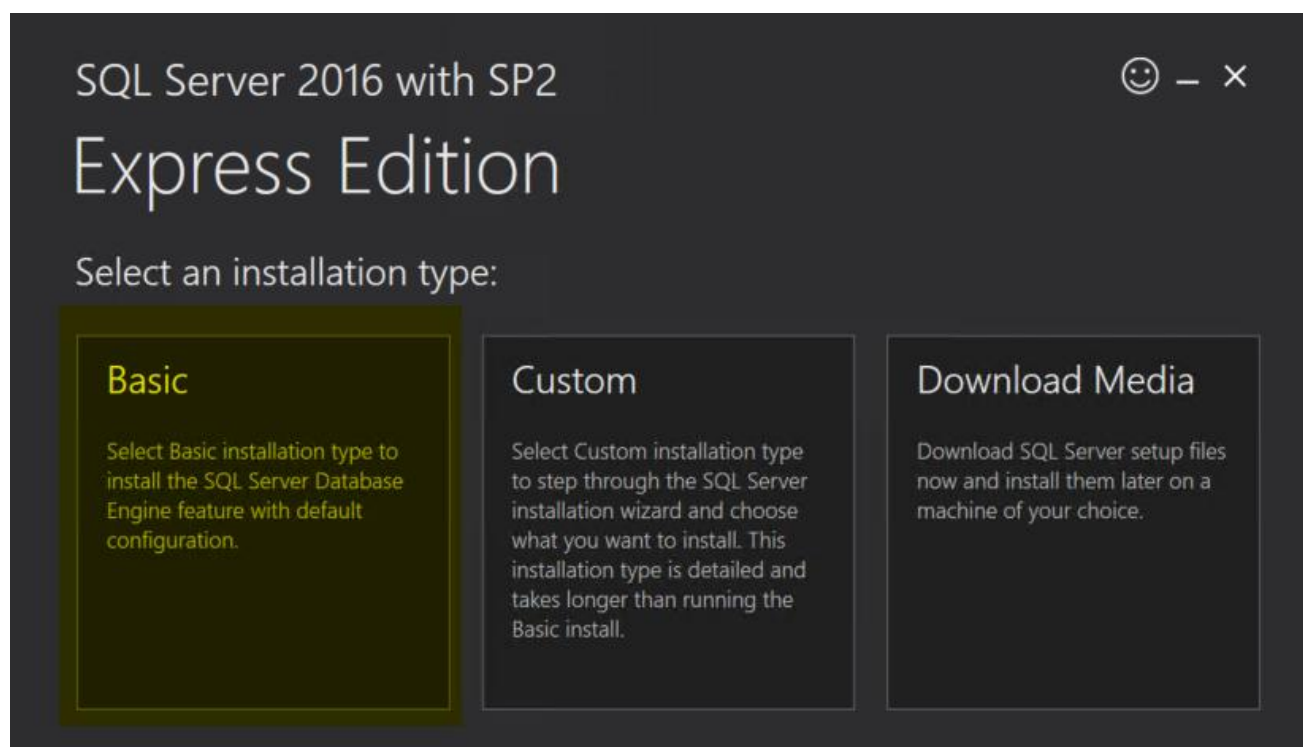 SQL Server 2016 with SP2
Express Edition
Select an installation type:
Basic
Select Basic installation type to
install the SQL Server Database
Engine feature with default
configuration.
Custom
Select Custom installation type
to step through the SQL Server
installation wizard and choose
what you want to install. This
installation type is detailed and
takes longer than running the
Basic install.
Download Media
Download SQL Server setup files
now and install them later on a
machine of your choice.